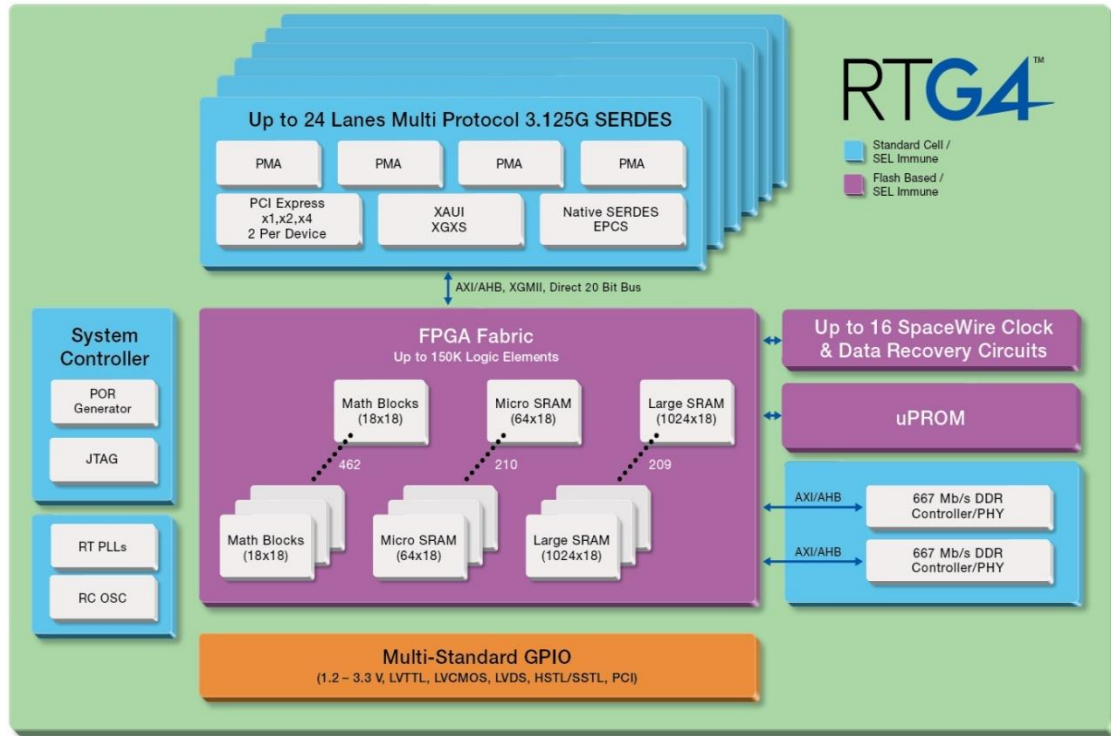 RTG4™
Standard Cell /
SEL Immune
Flash Based /
SEL Immune
Up to 24 Lanes Multi Protocol 3.125G SERDES
PMA
PMA
PMA
PMA
PCI Express
x1,x2,x4
2 Per Device
XAUI
XGXS
Native SERDES
EPCS
AXI/AHB, XGMII, Direct 20 Bit Bus
System
Controller
POR
Generator
JTAG
RT PLLs
RC OSC
FPGA Fabric
Up to 150K Logic Elements
Math Blocks
(18x18)
Micro SRAM
(64x18)
Large SRAM
(1024x18)
462
210
209
Math Blocks
(18x18)
Micro SRAM
(64x18)
Large SRAM
(1024x18)
Up to 16 SpaceWire Clock
& Data Recovery Circuits
uPROM
AXI/AHB
667 Mb/s DDR
Controller/PHY
AXI/AHB
667 Mb/s DDR
Controller/PHY
Multi-Standard GPIO
(1.2 – 3.3 V, LVTTL, LVCMOS, LVDS, HSTL/SSTL, PCI)